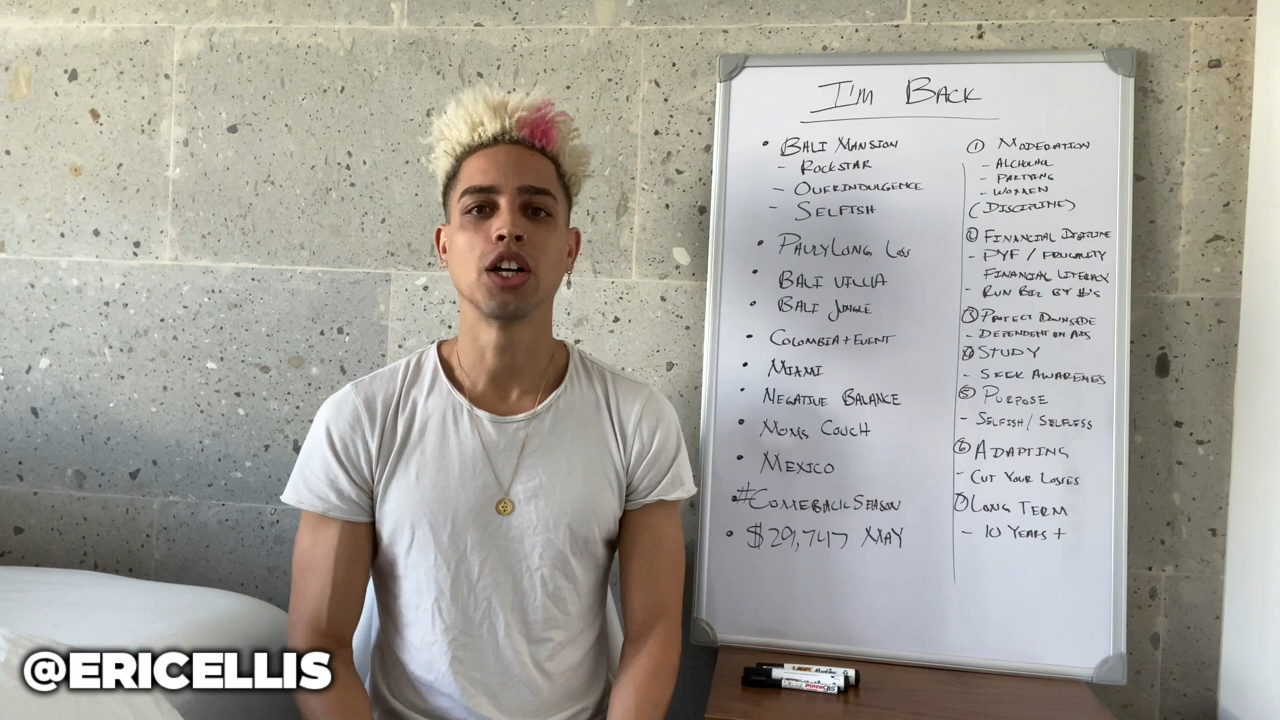 I'm Back
• Bali Mansion
- Rockstar
- Overindulgence
- Selfish
• PaulyLong Loss
• Bali Villa
• Bali Jungle
• Colombia + Event
• Miami
• Negative Balance
• Moms Couch
• Mexico
• #ComebackSeason
• $29,747 May
① Moderation
- Alchohol
- Partying
- Women
(Discipline)
② Financial Discipline
- PYF / Frugality
Financial Literacy
- Run Biz By #'s
③ Protect Downside
- Dependent on Ads
④ Study
- Seek Awareness
⑤ Purpose
- Selfish / Selfless
⑥ Adapting
- Cut Your Losses
⑦ Long Term
- 10 Years +
@ERICELLIS